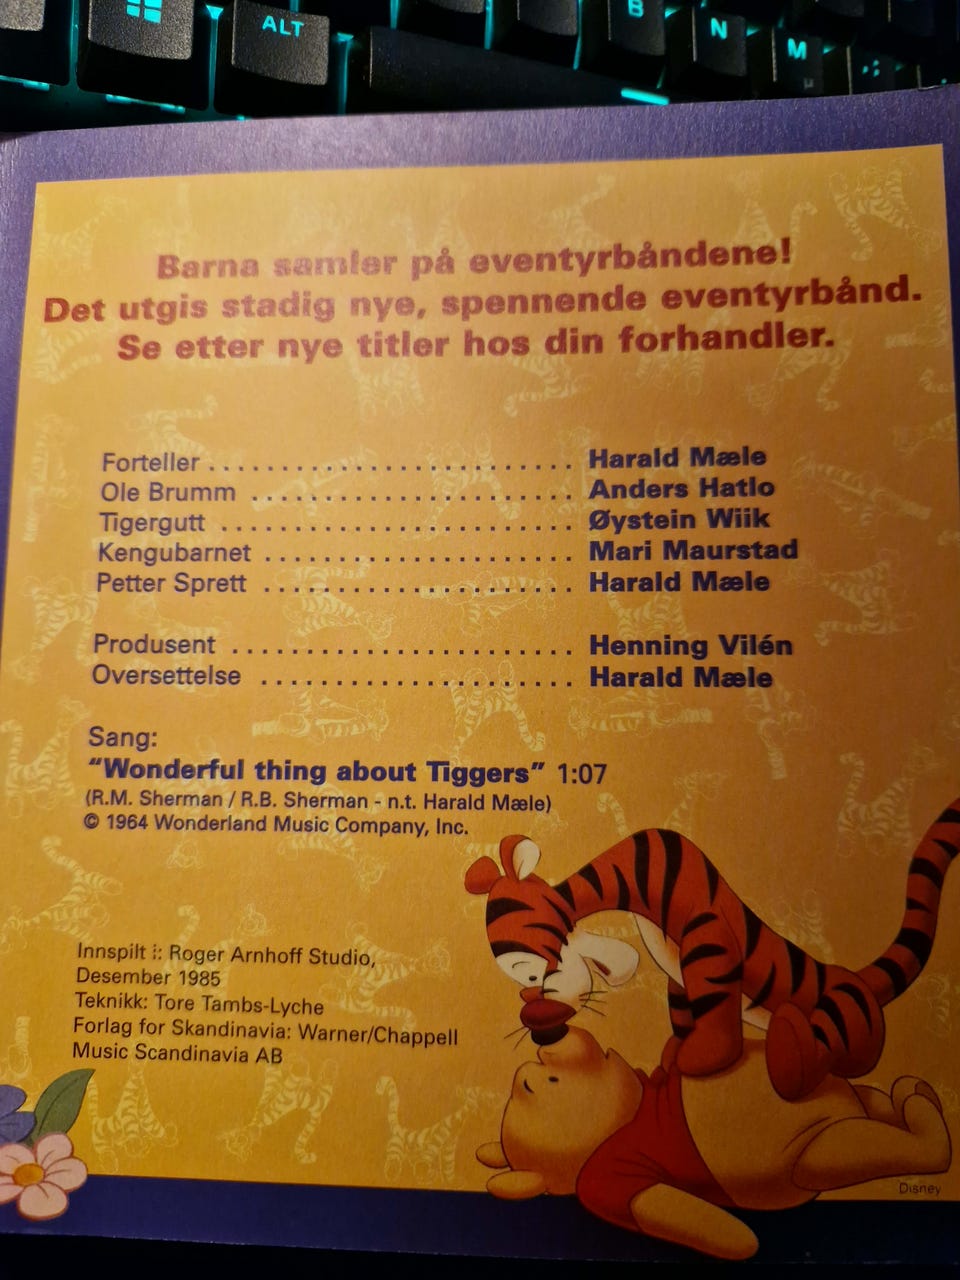 ALT
B
N
M
Barna samler på eventyrbåndene!
Det utgis stadig nye, spennende eventyrbånd.
Se etter nye titler hos din forhandler.
Forteller ........................... Harald Mæle
Ole Brumm ........................ Anders Hatlo
Tigergutt .......................... Øystein Wiik
Kengubarnet ....................... Mari Maurstad
Petter Sprett ....................... Harald Mæle
Produsent ......................... Henning Vilén
Oversettelse ....................... Harald Mæle
Sang:
“Wonderful thing about Tiggers” 1:07
(R.M. Sherman / R.B. Sherman - n.t. Harald Mæle)
© 1964 Wonderland Music Company, Inc.
Innspilt i: Roger Arnhoff Studio,
Desember 1985
Teknikk: Tore Tambs-Lyche
Forlag for Skandinavia: Warner/Chappell
Music Scandinavia AB
Disney